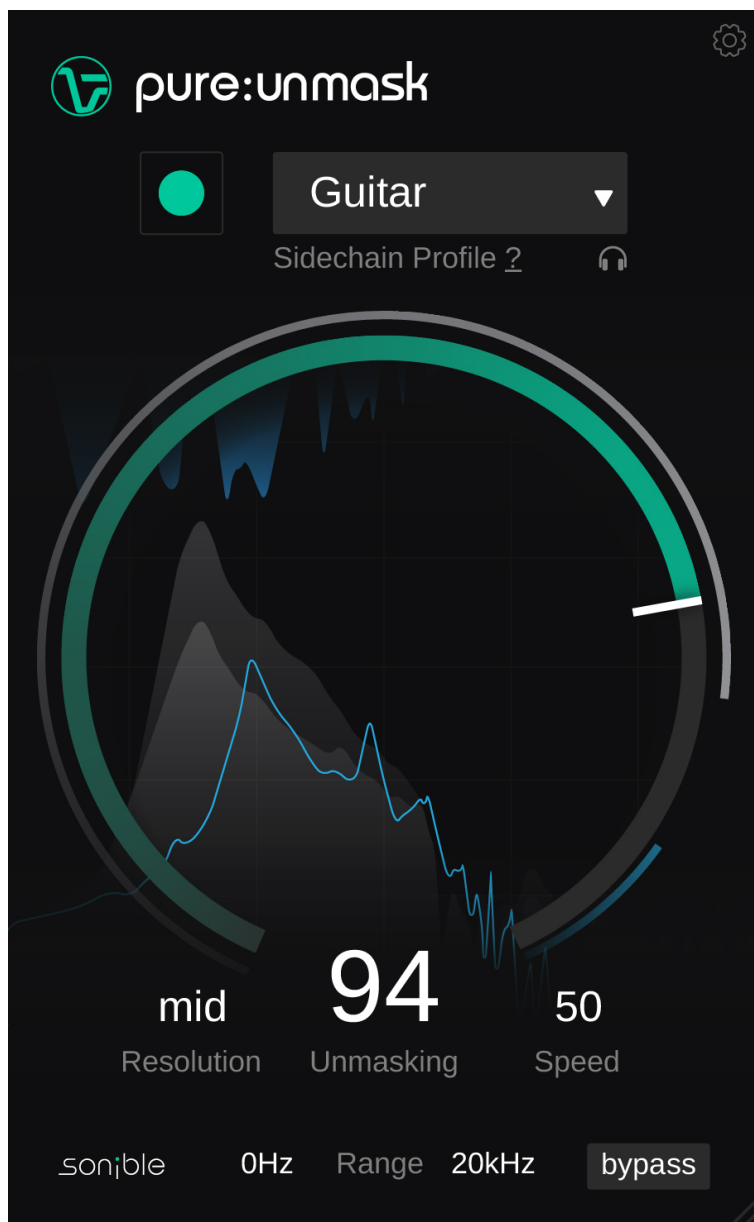 pure:unmask
Guitar
Sidechain Profile ?
mid 94 50
Resolution Unmasking Speed
sonible 0Hz Range 20kHz bypass